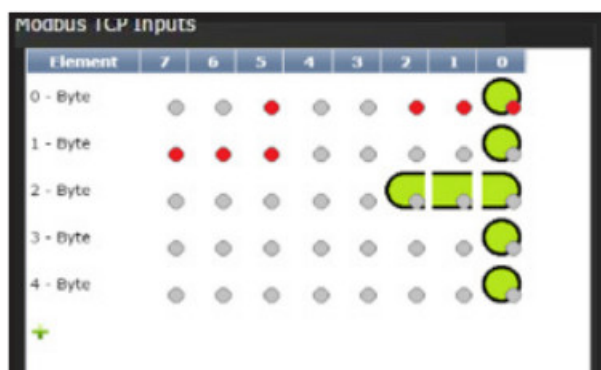 Modbus TCP Inputs
Element 7 6 5 4 3 2 1 0
0 - Byte
1 - Byte
2 - Byte
3 - Byte
4 - Byte